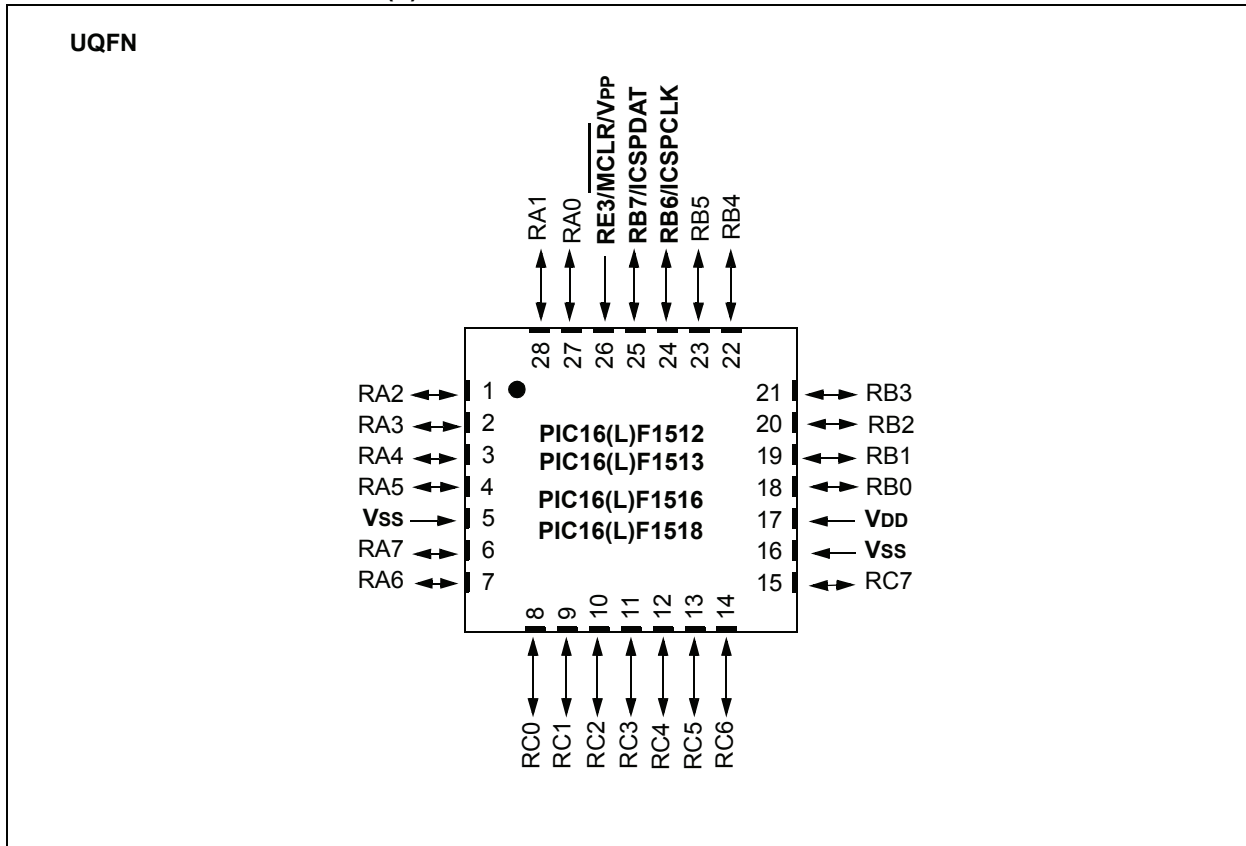 UQFN
RA1
RA0
RE3/MCLR/VPP
RB7/ICSPDAT
RB6/ICSPCLK
RB5
RB4
28
27
26
25
24
23
22
RA2 1
RA3 2
RA4 3
RA5 4
VSS 5
RA7 6
RA6 7
PIC16(L)F1512
PIC16(L)F1513
PIC16(L)F1516
PIC16(L)F1518
21 RB3
20 RB2
19 RB1
18 RB0
17 VDD
16 VSS
15 RC7
8
9
10
11
12
13
14
RC0
RC1
RC2
RC3
RC4
RC5
RC6